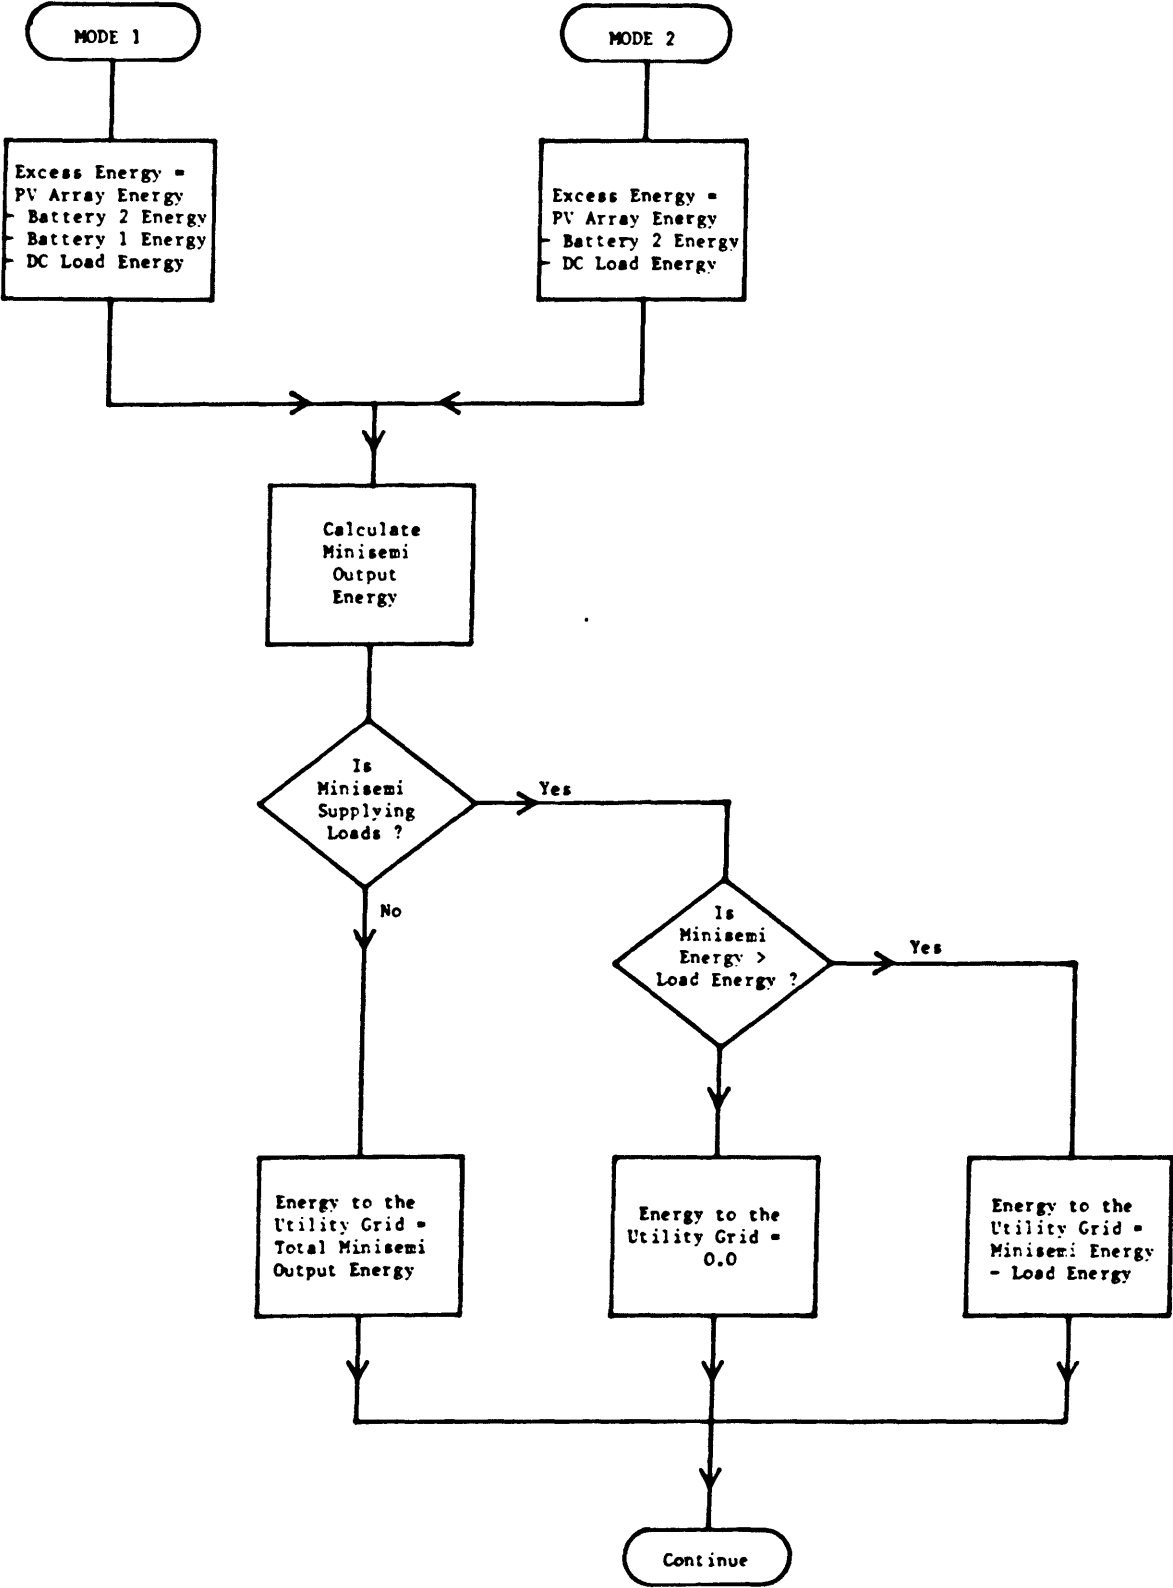 MODE 1
MODE 2
Excess Energy =
PV Array Energy
- Battery 2 Energy
- Battery 1 Energy
- DC Load Energy
Excess Energy =
PV Array Energy
- Battery 2 Energy
- DC Load Energy
Calculate
Minisemi
Output
Energy
Is
Minisemi
Supplying
Loads ?
Yes
No
Is
Minisemi
Energy >
Load Energy ?
Yes
Energy to the
Utility Grid =
Total Minisemi
Output Energy
Energy to the
Utility Grid =
0.0
Energy to the
Utility Grid =
Minisemi Energy
- Load Energy
Continue